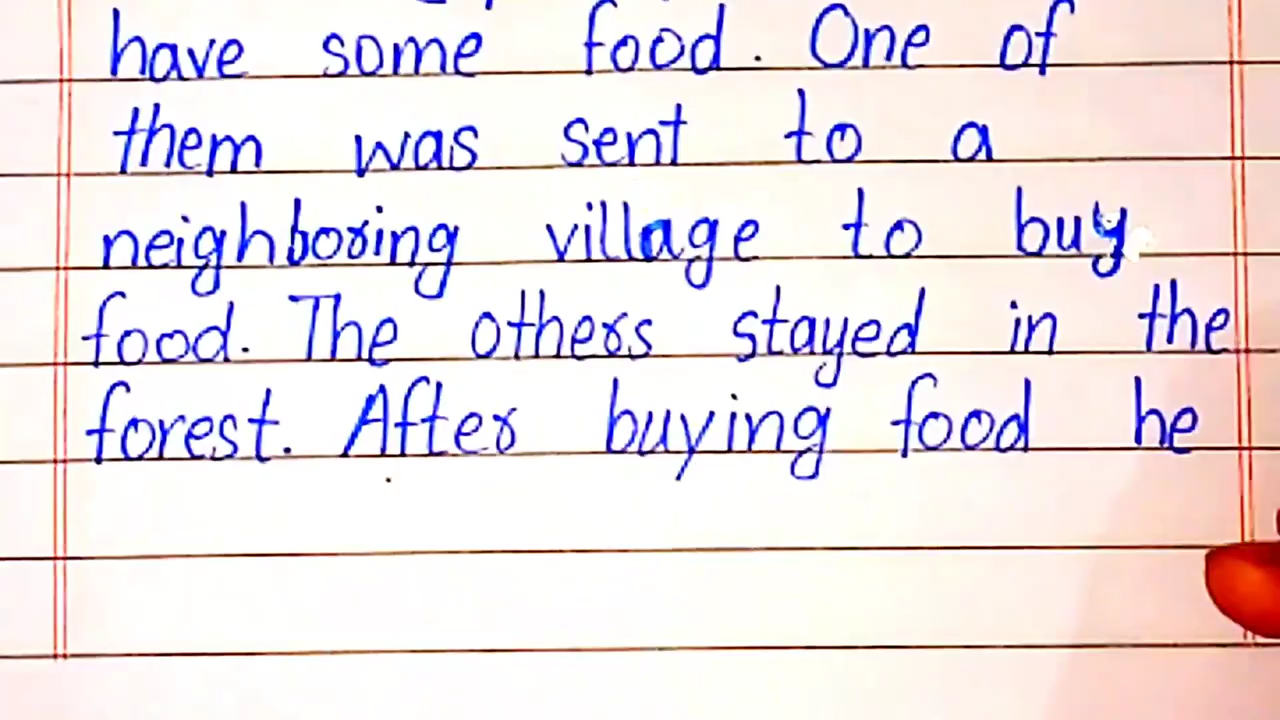 have some food. One of
them was sent to a
neighboring village to buy
food. The others stayed in the
forest. After buying food he